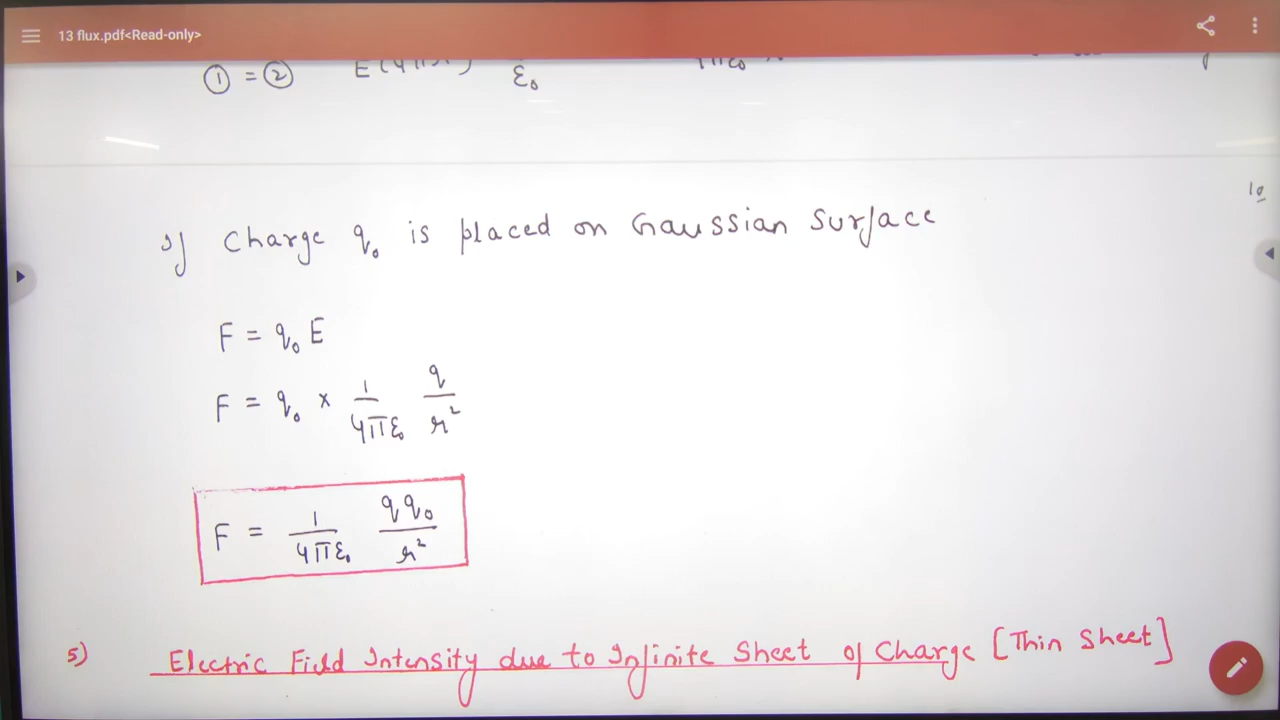 13 flux.pdf<Read-only>
① = ② E(4π ε₀
10
Charge q₀ is placed on Gaussian Surface
F = q₀ E
F = q₀ × 1/4πε₀ q/r²
F = 1/4πε₀ qq₀/r²
5) Electric Field Intensity due to Infinite Sheet of Charge [Thin Sheet]